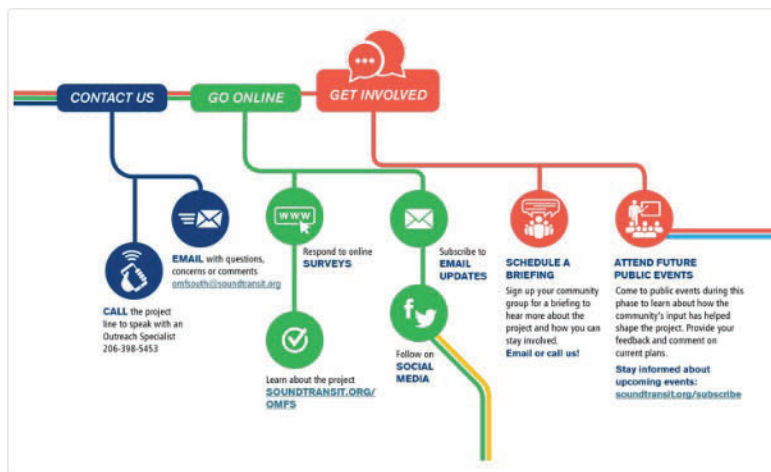 CONTACT US
GO ONLINE
GET INVOLVED
EMAIL with questions,
concerns or comments
omfsouth@soundtransit.org
CALL the project
line to speak with an
Outreach Specialist
206-398-5453
www
Respond to online
SURVEYS
Learn about the project
SOUNDTRANSIT.ORG/
OMFS
Subscribe to
EMAIL
UPDATES
f
Follow on
SOCIAL
MEDIA
SCHEDULE A
BRIEFING
Sign up your community
group for a briefing to
hear more about the
project and how you can
stay involved.
Email or call us!
ATTEND FUTURE
PUBLIC EVENTS
Come to public events during this
phase to learn about how the
community's input has helped
shape the project. Provide your
feedback and comment on
current plans.
Stay informed about
upcoming events:
soundtransit.org/subscribe